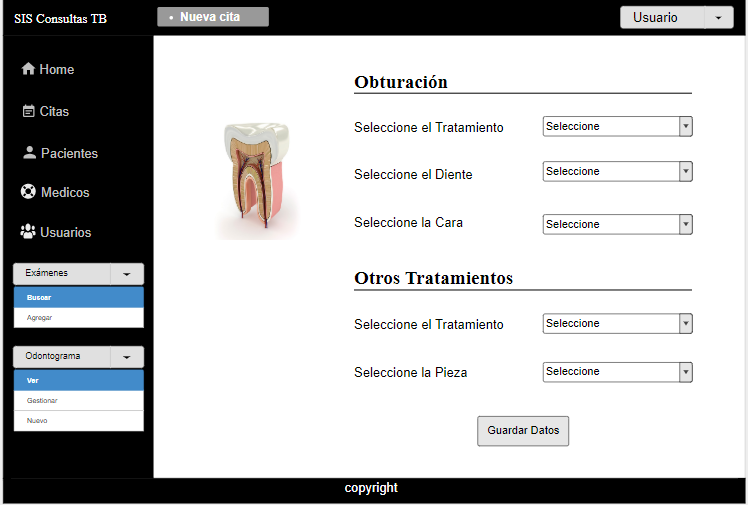 SIS Consultas TB
• Nueva cita
Usuario
Home
Citas
Pacientes
Medicos
Usuarios
Exámenes
Buscar
Agregar
Odontograma
Ver
Gestionar
Nuevo
Obturación
Seleccione el Tratamiento Seleccione
Seleccione el Diente Seleccione
Seleccione la Cara Seleccione
Otros Tratamientos
Seleccione el Tratamiento Seleccione
Seleccione la Pieza Seleccione
Guardar Datos
copyright